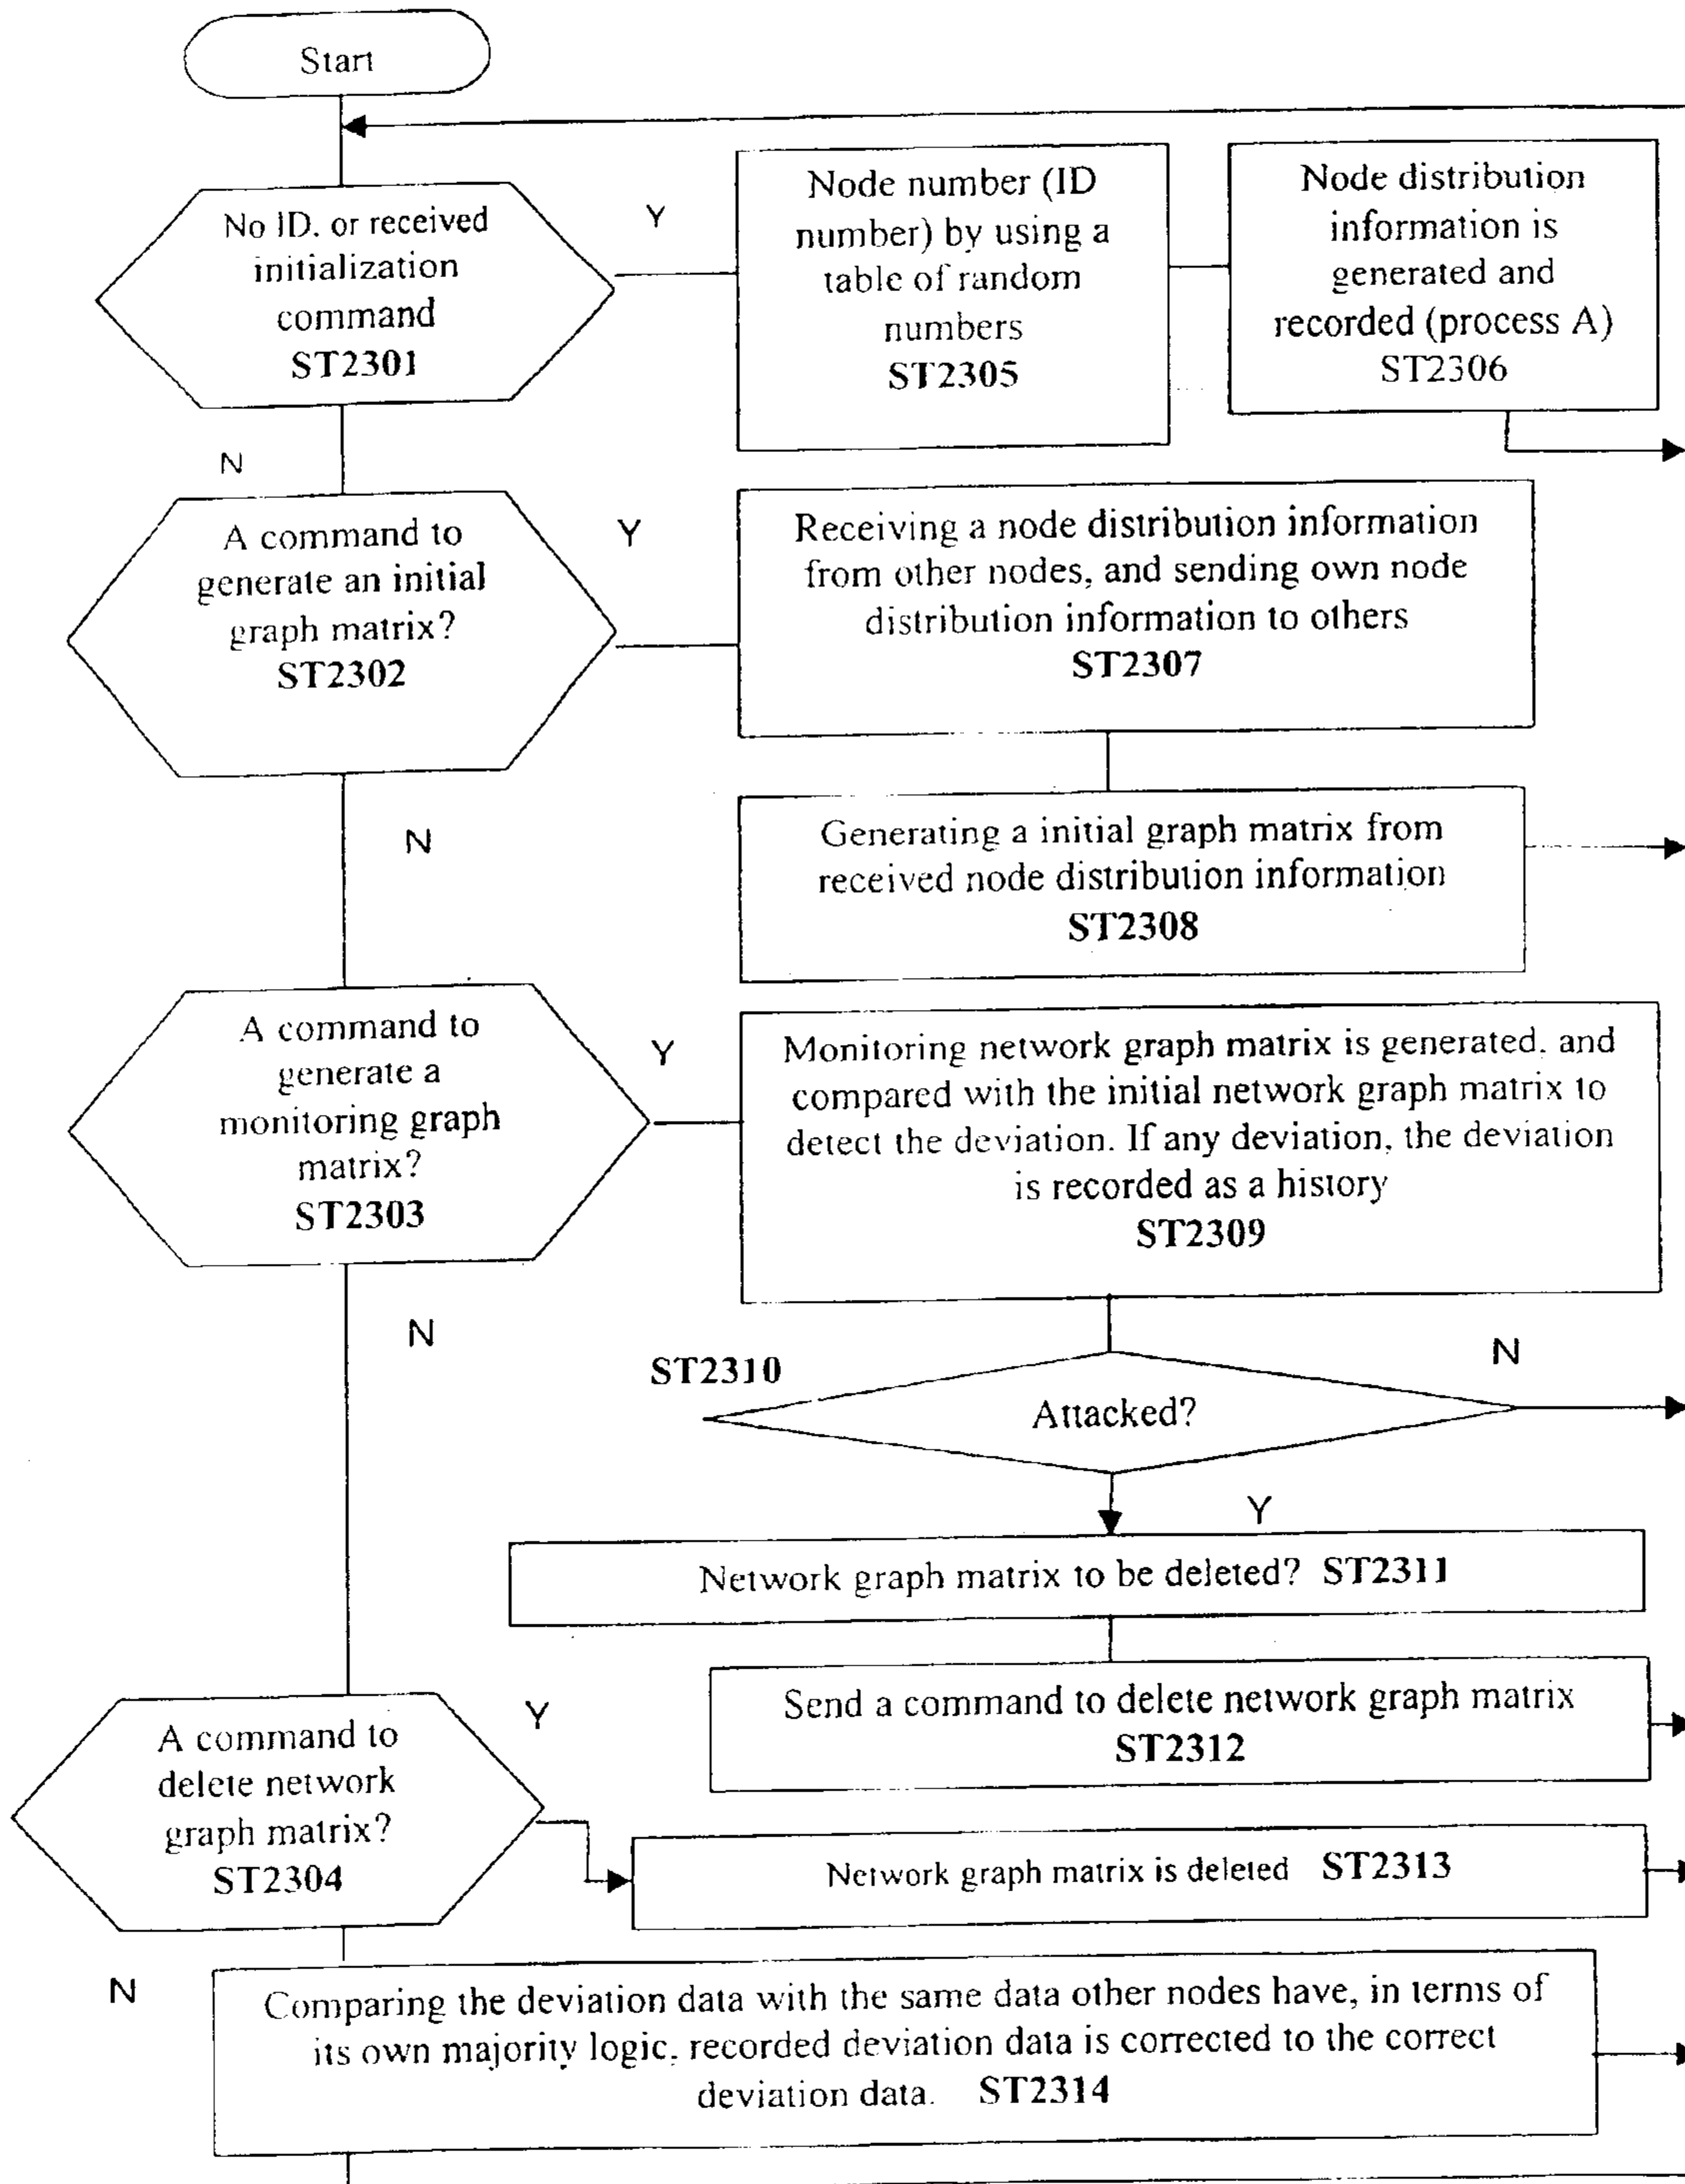 Start
No ID. or received
initialization
command
ST2301
Y
Node number (ID
number) by using a
table of random
numbers
ST2305
Node distribution
information is
generated and
recorded (process A)
ST2306
N
A command to
generate an initial
graph matrix?
ST2302
Y
Receiving a node distribution information
from other nodes, and sending own node
distribution information to others
ST2307
N
Generating a initial graph matrix from
received node distribution information
ST2308
A command to
generate a
monitoring graph
matrix?
ST2303
Y
Monitoring network graph matrix is generated, and
compared with the initial network graph matrix to
detect the deviation. If any deviation, the deviation
is recorded as a history
ST2309
N
ST2310
Attacked?
N
Y
Network graph matrix to be deleted? ST2311
Send a command to delete network graph matrix
ST2312
A command to
delete network
graph matrix?
ST2304
Y
Network graph matrix is deleted ST2313
N
Comparing the deviation data with the same data other nodes have, in terms of
its own majority logic, recorded deviation data is corrected to the correct
deviation data. ST2314